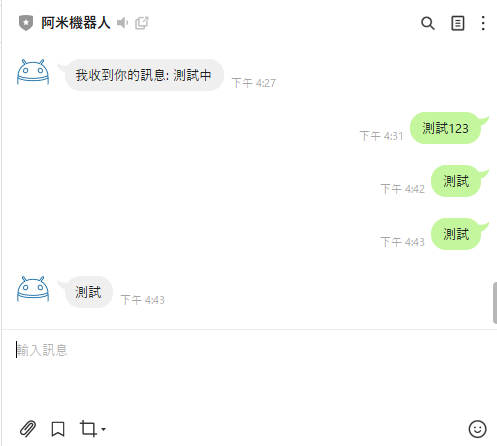 阿米機器人
我收到你的訊息: 測試中
下午 4:27
測試123
下午 4:31
測試
下午 4:42
測試
下午 4:43
測試
下午 4:43
輸入訊息